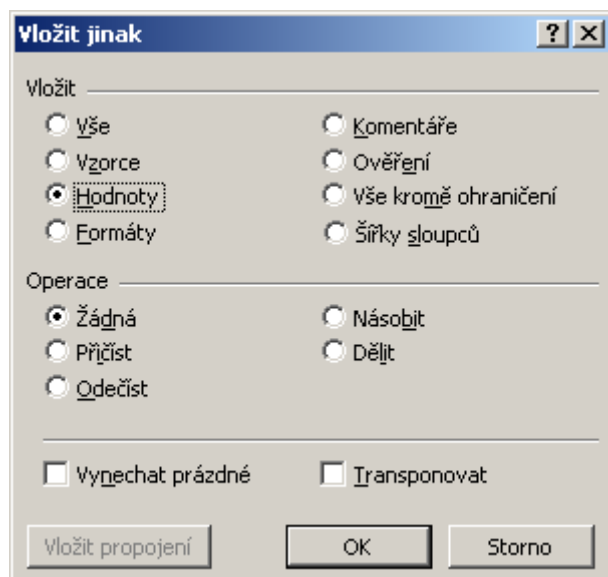 Vložit jinak
Vložit
Vše
Komentáře
Vzorce
Ověření
Hodnoty
Vše kromě ohraničení
Formáty
Šířky sloupců
Operace
Žádná
Násobit
Přičíst
Dělit
Odečíst
Vynechat prázdné
Transponovat
Vložit propojení
OK
Storno